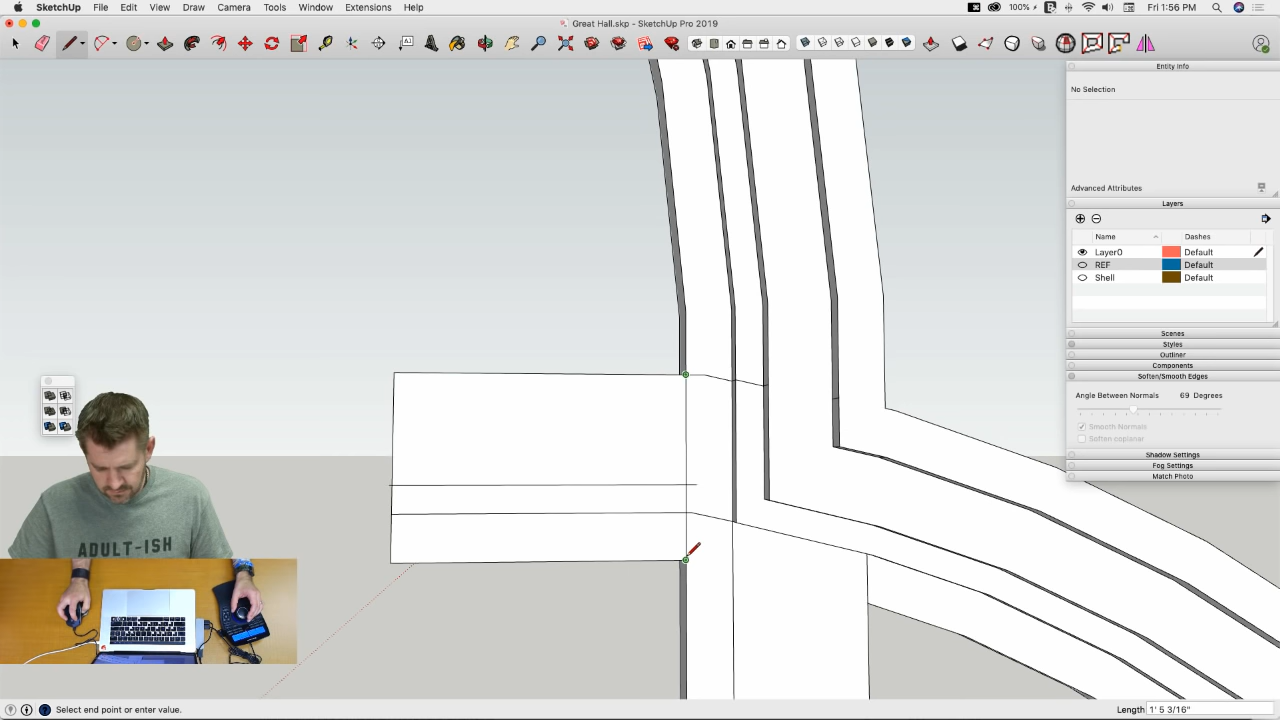 SketchUp File Edit View Draw Camera Tools Window Extensions Help 100% Fri 1:56 PM
Great Hall.skp - SketchUp Pro 2019
Entity Info
No Selection
Advanced Attributes
Layers
Name Dashes
Layer0 Default
REF Default
Shell Default
Scenes
Styles
Outliner
Components
Soften/Smooth Edges
Angle Between Normals 69 Degrees
Smooth Normals
Soften coplanar
Shadow Settings
Fog Settings
Match Photo
ADULT-ISH
Select end point or enter value. Length 1' 5 3/16"